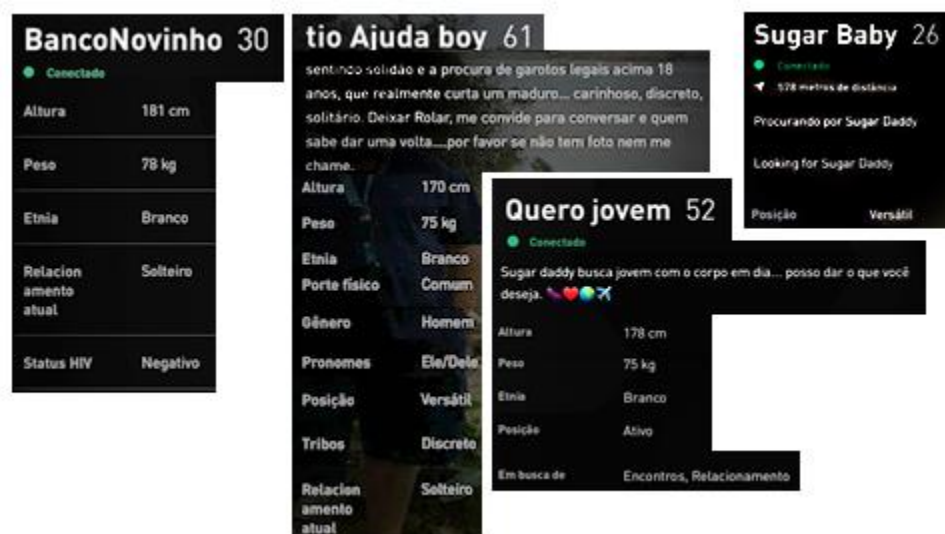 BancoNovinho 30
Conectado
Altura 181 cm
Peso 78 kg
Etnia Branco
Relacion
amento
atual Solteiro
Status HIV Negativo
tio Ajuda boy 61
sentindo solidão e a procura de garotos legais acima 18
anos, que realmente curta um maduro... carinhoso, discreto,
solitário. Deixar Rolar, me convide para conversar e quem
sabe dar uma volta....por favor se não tem foto nem me
chame.
Altura 170 cm
Peso 75 kg
Etnia Branco
Porte físico Comum
Gênero Homem
Pronomes Ele/Dele
Posição Versátil
Tribos Discreto
Relacion
amento
atual Solteiro
Quero jovem 52
Conectado
Sugar daddy busca jovem com o corpo em dia... posso dar o que você
deseja. 🍆❤️🌍✈️
Altura 178 cm
Peso 75 kg
Etnia Branco
Posição Ativo
Em busca de Encontros, Relacionamento
Sugar Baby 26
Conectado
578 metros de distância
Procurando por Sugar Daddy
Looking for Sugar Daddy
Posição Versátil